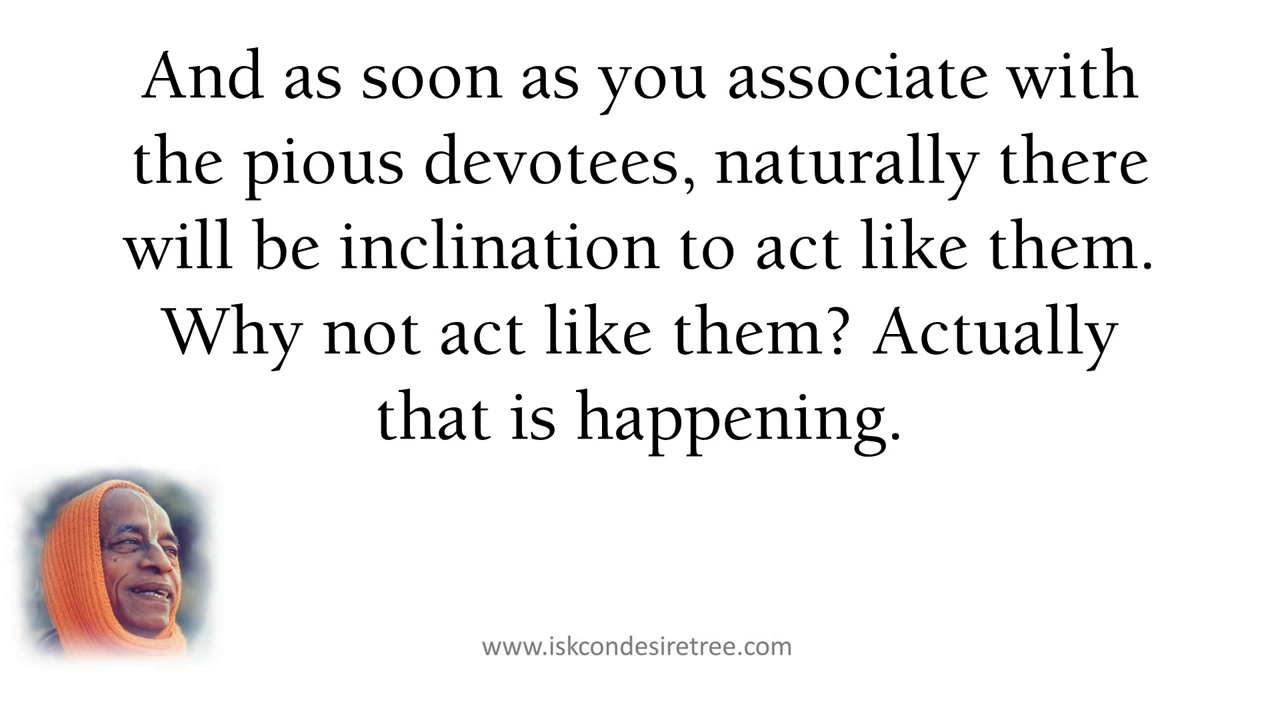 And as soon as you associate with
the pious devotees, naturally there
will be inclination to act like them.
Why not act like them? Actually
that is happening.
www.iskcondesiretree.com